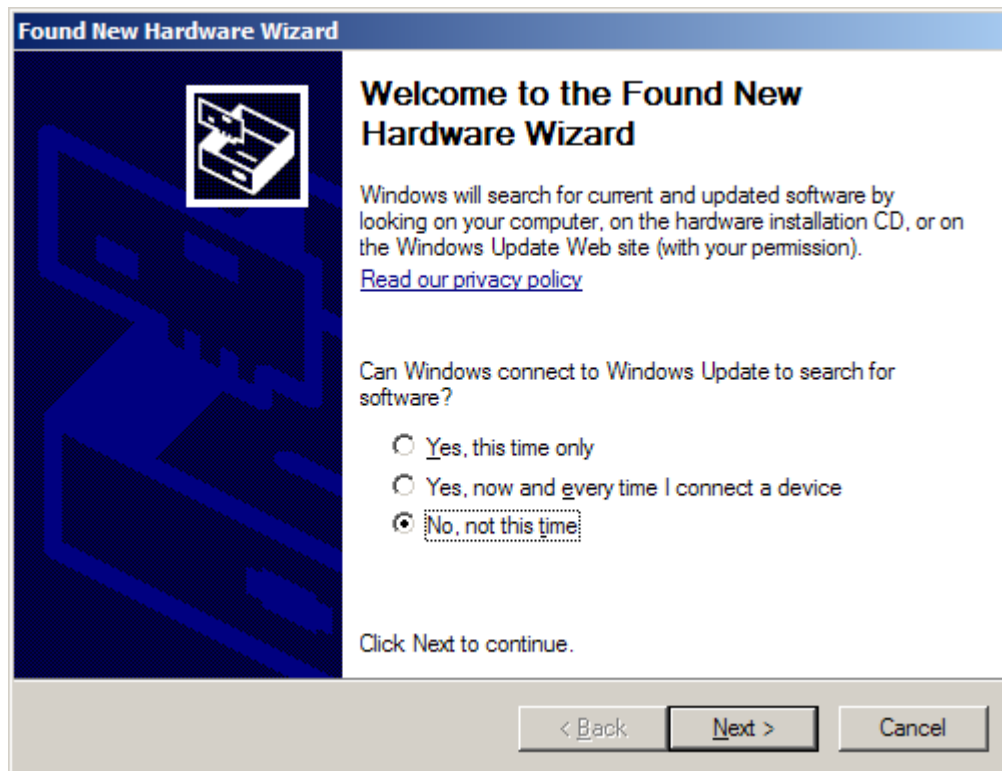 Found New Hardware Wizard
Welcome to the Found New
Hardware Wizard
Windows will search for current and updated software by
looking on your computer, on the hardware installation CD, or on
the Windows Update Web site (with your permission).
Read our privacy policy
Can Windows connect to Windows Update to search for
software?
Yes, this time only
Yes, now and every time I connect a device
No, not this time
Click Next to continue.
< Back
Next >
Cancel